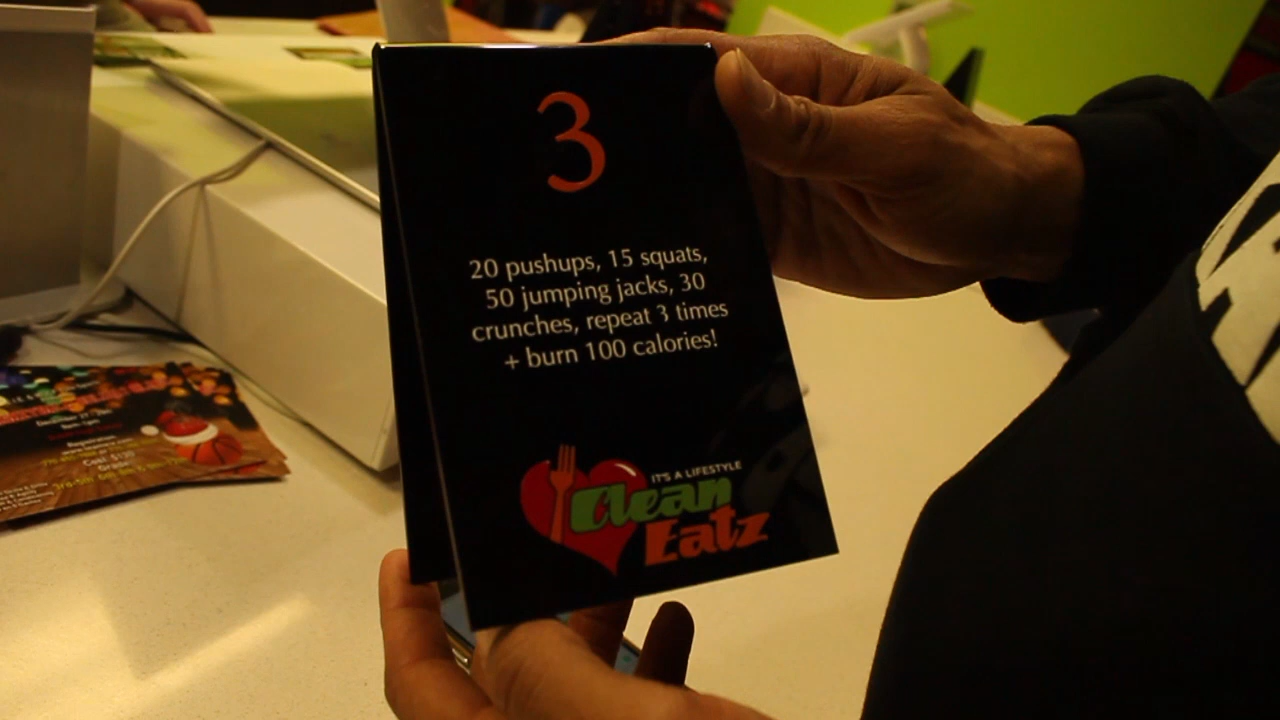 3
20 pushups, 15 squats,
50 jumping jacks, 30
crunches, repeat 3 times
+ burn 100 calories!
IT'S A LIFESTYLE
Clean
Eatz